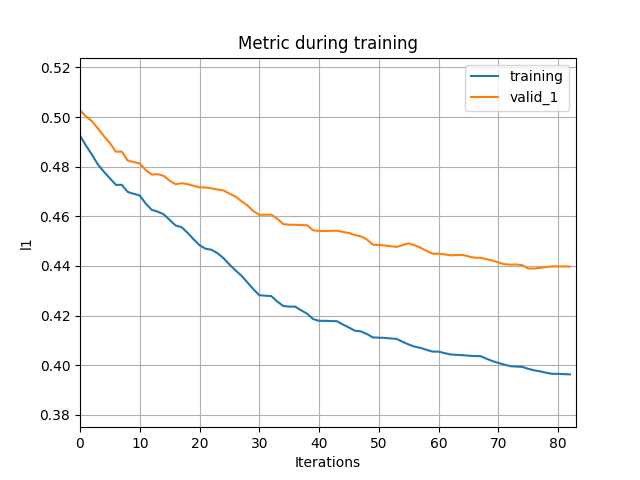 Metric during training
0.52
0.50
0.48
0.46
0.44
0.42
0.40
0.38
l1
training
valid_1
0 10 20 30 40 50 60 70 80
Iterations